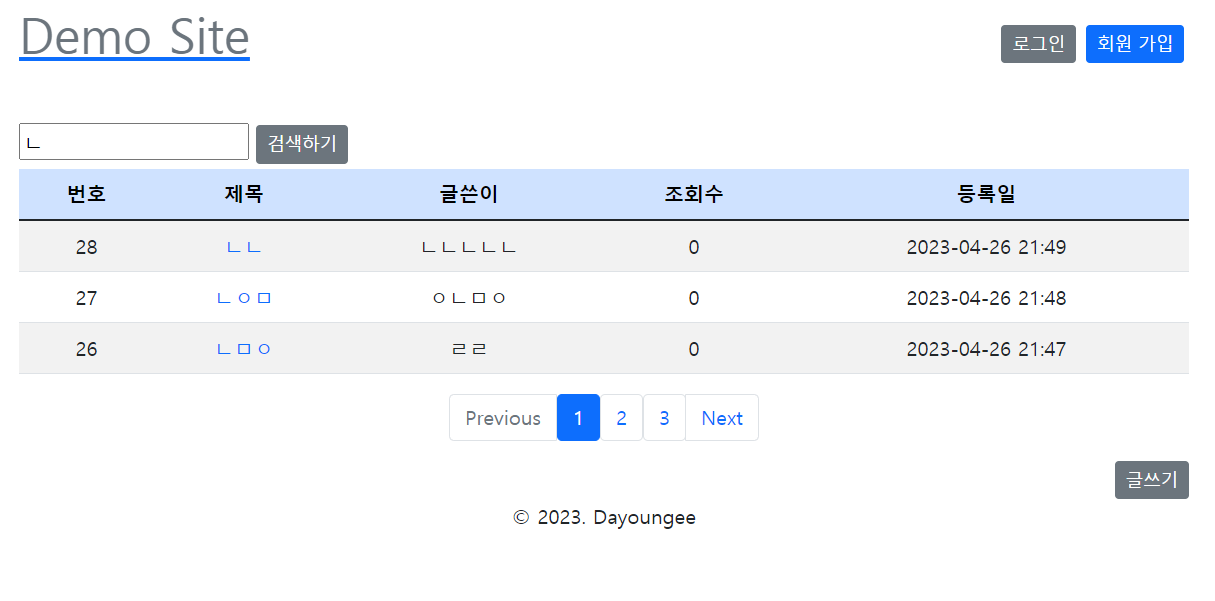 Demo Site
로그인 회원 가입
ㄴ 검색하기
번호 제목 글쓴이 조회수 등록일
28 ㄴㄴ ㄴㄴㄴㄴㄴ 0 2023-04-26 21:49
27 ㄴㅇㅁ ㅇㄴㅁㅇ 0 2023-04-26 21:48
26 ㄴㅁㅇ ㄹㄹ 0 2023-04-26 21:47
Previous 1 2 3 Next
글쓰기
© 2023. Dayoungee